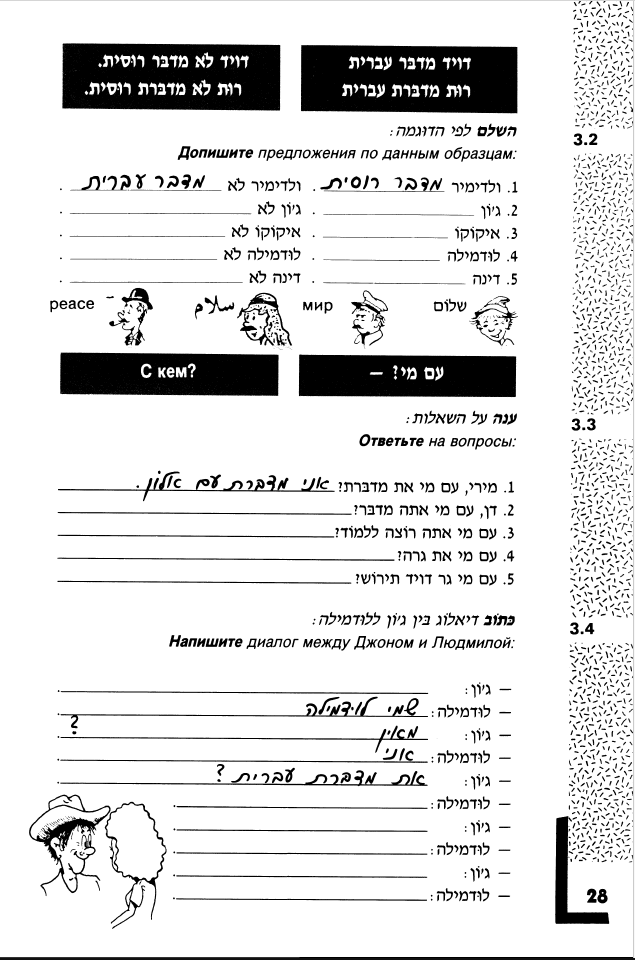 דויד מדבר עברית
רות מדברת עברית
דויד לא מדבר רוסית.
רות לא מדברת רוסית.
3.2
השלם לפי הדוגמה:
Допишите предложения по данным образцам:
1. ולדימיר מדבר רוסית. ולדימיר לא מדבר עברית.
2. ג׳ון ______. ג׳ון לא ______.
3. איקוקו ______. איקוקו לא ______.
4. לודמילה ______. לודמילה לא ______.
5. דינה ______. דינה לא ______.
שלום мир سلام peace
עם מי? –
С кем?
3.3
ענה על השאלות:
Ответьте на вопросы:
1. מירי, עם מי את מדברת? אני מדברת עם אלון.
2. דן, עם מי אתה מדבר? ______.
3. עם מי אתה רוצה ללמוד? ______.
4. עם מי את גרה? ______.
5. עם מי גר דויד תירוש? ______.
3.4
כתוב דיאלוג בין ג׳ון ללודמילה:
Напишите диалог между Джоном и Людмилой:
– ג׳ון: ______.
– לודמילה: שמי לודמילה.
– ג׳ון: מאין ?
– לודמילה: אני ______.
– ג׳ון: את מדברת עברית?
– לודמילה: ______.
– ג׳ון: ______.
– לודמילה: ______.
– ג׳ון: ______.
– לודמילה: ______.
28